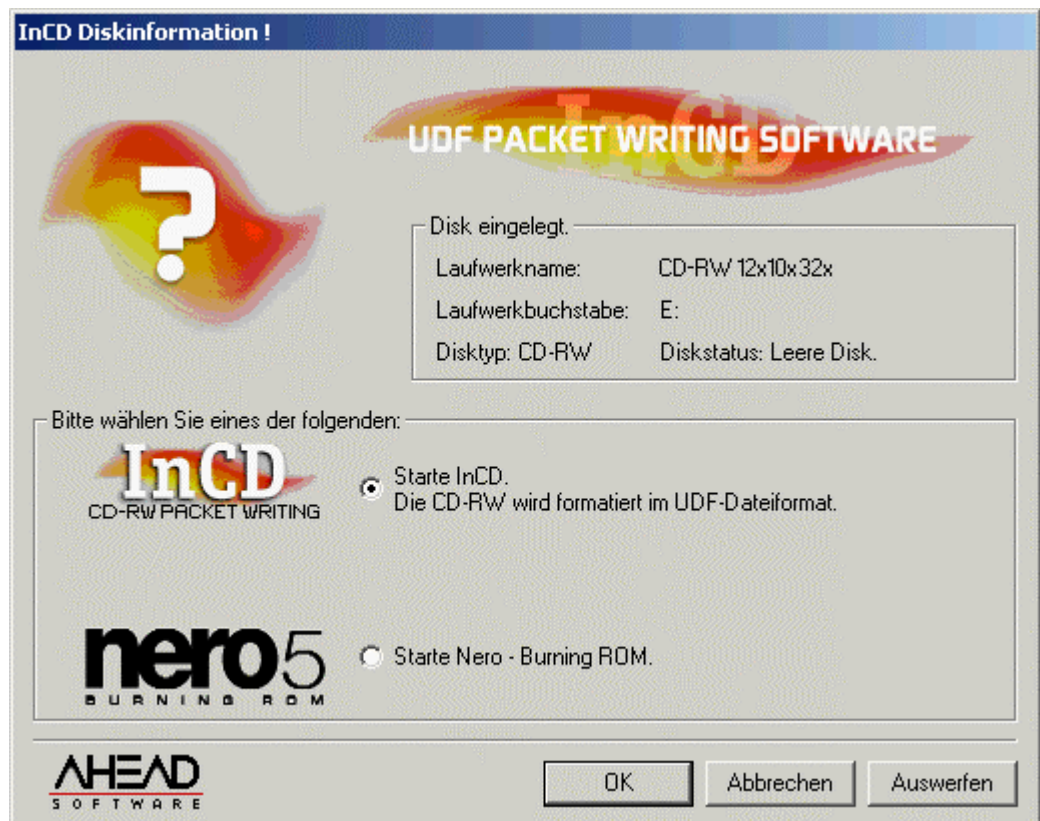 InCD Diskinformation !
InCD
UDF PACKET WRITING SOFTWARE
Disk eingelegt.
Laufwerkname: CD-RW 12x10x32x
Laufwerkbuchstabe: E:
Disktyp: CD-RW Diskstatus: Leere Disk.
Bitte wählen Sie eines der folgenden:
InCD
CD-RW PACKET WRITING
Starte InCD.
Die CD-RW wird formatiert im UDF-Dateiformat.
nero5
BURNING ROM
Starte Nero - Burning ROM.
AHEAD
SOFTWARE
OK Abbrechen Auswerfen